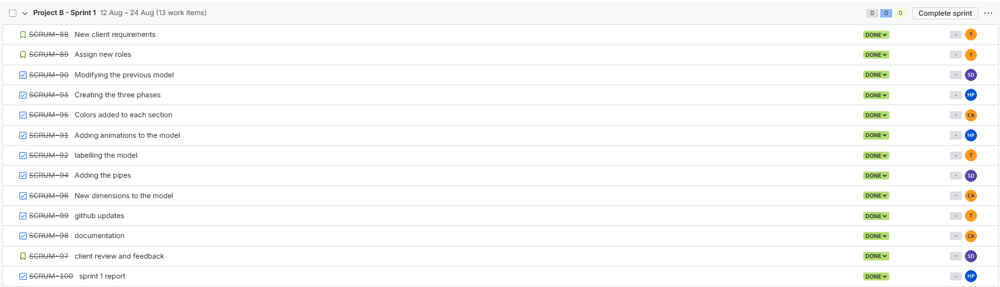 Project B - Sprint 1 12 Aug – 24 Aug (13 work items) 0 0 0 Complete sprint ···
SCRUM-88 New client requirements DONE - T
SCRUM-89 Assign new roles DONE - T
SCRUM-90 Modifying the previous model DONE - SD
SCRUM-93 Creating the three phases DONE - HP
SCRUM-95 Colors added to each section DONE - CA
SCRUM-91 Adding animations to the model DONE - HP
SCRUM-92 labelling the model DONE - T
SCRUM-94 Adding the pipes DONE - SD
SCRUM-96 New dimensions to the model DONE - CA
SCRUM-99 github updates DONE - T
SCRUM-98 documentation DONE - CA
SCRUM-97 client review and feedback DONE - SD
SCRUM-100 sprint 1 report DONE - HP